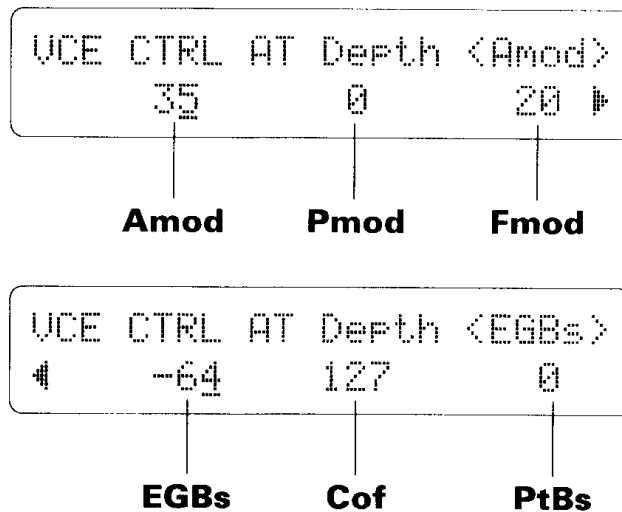 VCE CTRL AT Depth <Amod>
35 0 20
Amod Pmod Fmod
VCE CTRL AT Depth <EGBs>
-64 127 0
EGBs Cof PtBs